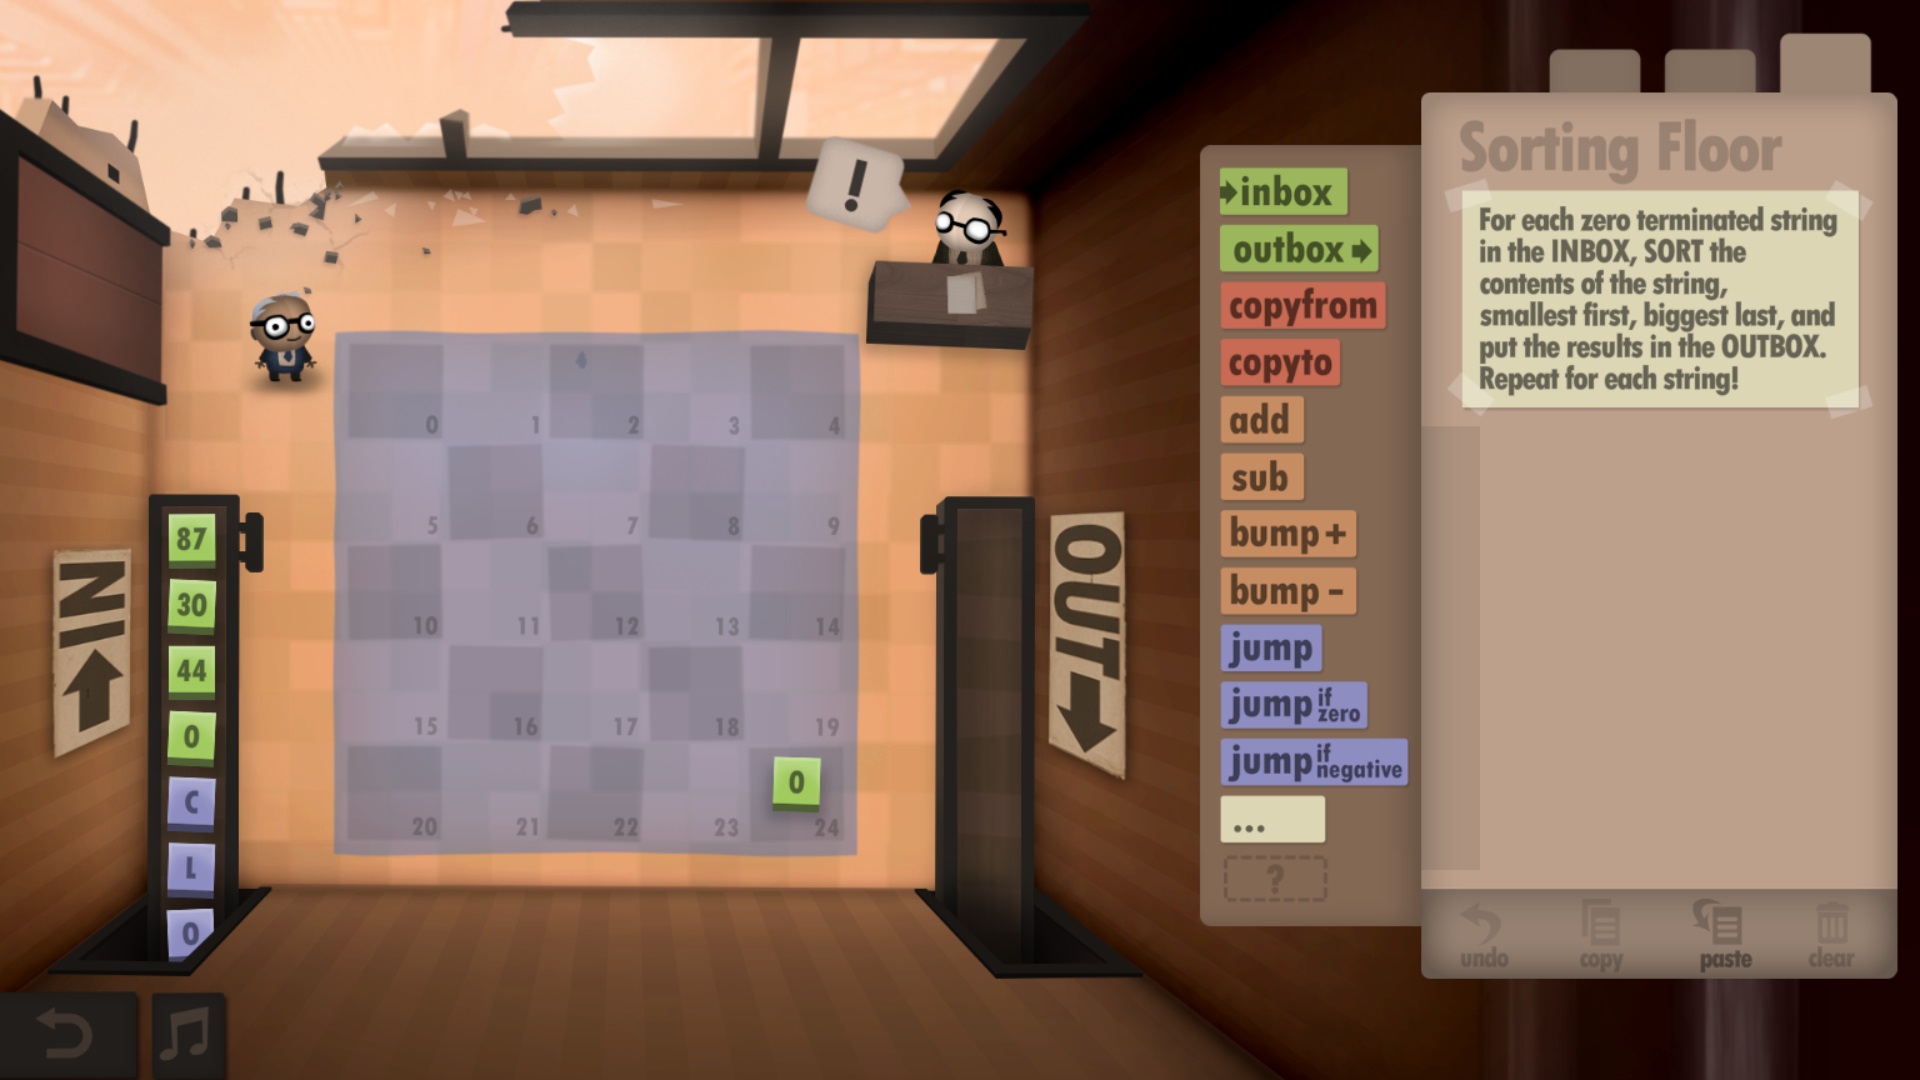 Sorting Floor
For each zero terminated string
in the INBOX, SORT the
contents of the string,
smallest first, biggest last, and
put the results in the OUTBOX.
Repeat for each string!
inbox
outbox
copyfrom
copyto
add
sub
bump +
bump -
jump
jump if zero
jump if negative
...
?
undo
copy
paste
clear
!
IN
87
30
44
0
C
L
0
0 1 2 3 4
5 6 7 8 9
10 11 12 13 14
15 16 17 18 19
0
20 21 22 23 24
OUT